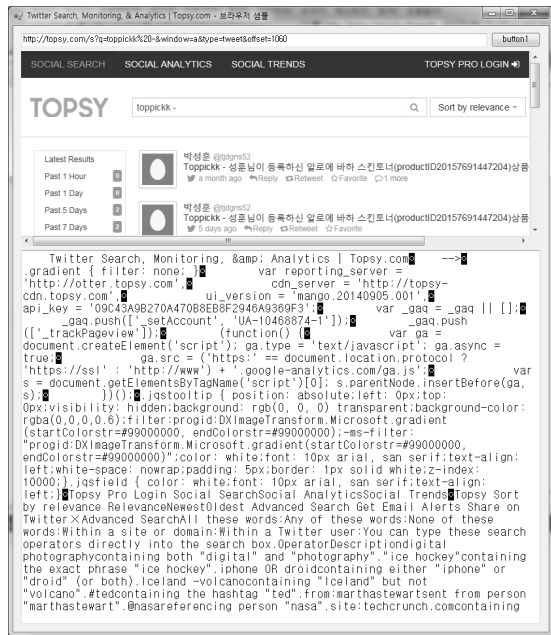 Twitter Search, Monitoring, & Analytics | Topsy.com - 브라우저 샘플
http://topsy.com/s?q=toppickk%20-&window=a&type=tweet&offset=1060
button1
SOCIAL SEARCH SOCIAL ANALYTICS SOCIAL TRENDS TOPSY PRO LOGIN
TOPSY
toppickk -
Sort by relevance
Latest Results
Past 1 Hour 0
Past 1 Day 0
Past 5 Days 2
Past 7 Days 2
박성훈 @tjdgns52
Toppickk - 성훈님이 등록하신 알로에 바하 스킨토너(productID20157691447204)상품
a month ago Reply Retweet Favorite 1 more
박성훈 @tjdgns52
Toppickk - 성훈님이 등록하신 알로에 바하 스킨토너(productID20157691447204)상품
5 days ago Reply Retweet Favorite
Twitter Search, Monitoring, &amp; Analytics | Topsy.com -->
.gradient { filter: none; } var reporting_server =
'http://otter.topsy.com', cdn_server = 'http://topsy-
cdn.topsy.com', ui_version = 'mango.20140905.001',
api_key = '09C43A9B270A470B8EB8F2946A9369F3'; var _gaq = _gaq || [];
_gaq.push(['_setAccount', 'UA-10468874-1']); _gaq.push
(['_trackPageview']); (function() { var ga =
document.createElement('script'); ga.type = 'text/javascript'; ga.async =
true; ga.src = ('https:' == document.location.protocol ?
'https://ssl' : 'http://www') + '.google-analytics.com/ga.js'; var
s = document.getElementsByTagName('script')[0]; s.parentNode.insertBefore(ga,
s); })();.jqstooltip { position: absolute;left: 0px;top:
0px;visibility: hidden;background: rgb(0, 0, 0) transparent;background-color:
rgba(0,0,0,0.6);filter:progid:DXImageTransform.Microsoft.gradient
(startColorstr=#99000000, endColorstr=#99000000);-ms-filter:
"progid:DXImageTransform.Microsoft.gradient(startColorstr=#99000000,
endColorstr=#99000000)";color: white;font: 10px arial, san serif;text-align:
left;white-space: nowrap;padding: 5px;border: 1px solid white;z-index:
10000;}.jqsfield { color: white;font: 10px arial, san serif;text-align:
left;}Topsy Pro Login Social SearchSocial AnalyticsSocial TrendsTopsy Sort
by relevance RelevanceNewestOldest Advanced Search Get Email Alerts Share on
Twitter×Advanced SearchAll these words:Any of these words:None of these
words:Within a site or domain:Within a Twitter user:You can type these search
operators directly into the search box.OperatorDescriptiondigital
photographycontaining both "digital" and "photography"."ice hockey"containing
the exact phrase "ice hockey".iphone OR droidcontaining either "iphone" or
"droid" (or both).Iceland -volcanocontaining "Iceland" but not
"volcano".#tedcontaining the hashtag "ted".from:marthastewartsent from person
"marthastewart".@nasareferencing person "nasa".site:techcrunch.comcontaining